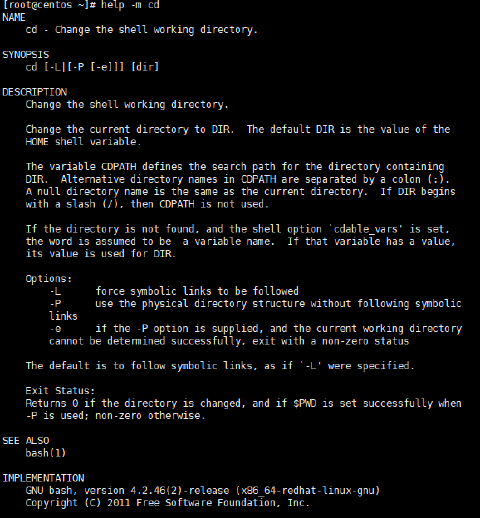 [root@centos ~]# help -m cd
NAME
    cd - Change the shell working directory.

SYNOPSIS
    cd [-L|[-P [-e]]] [dir]

DESCRIPTION
    Change the shell working directory.

    Change the current directory to DIR.  The default DIR is the value of the
    HOME shell variable.

    The variable CDPATH defines the search path for the directory containing
    DIR.  Alternative directory names in CDPATH are separated by a colon (:).
    A null directory name is the same as the current directory.  If DIR begins
    with a slash (/), then CDPATH is not used.

    If the directory is not found, and the shell option `cdable_vars' is set,
    the word is assumed to be  a variable name.  If that variable has a value,
    its value is used for DIR.

    Options:
        -L      force symbolic links to be followed
        -P      use the physical directory structure without following symbolic
        links
        -e      if the -P option is supplied, and the current working directory
        cannot be determined successfully, exit with a non-zero status

    The default is to follow symbolic links, as if `-L' were specified.

    Exit Status:
    Returns 0 if the directory is changed, and if $PWD is set successfully when
    -P is used; non-zero otherwise.

SEE ALSO
    bash(1)

IMPLEMENTATION
    GNU bash, version 4.2.46(2)-release (x86_64-redhat-linux-gnu)
    Copyright (C) 2011 Free Software Foundation, Inc.